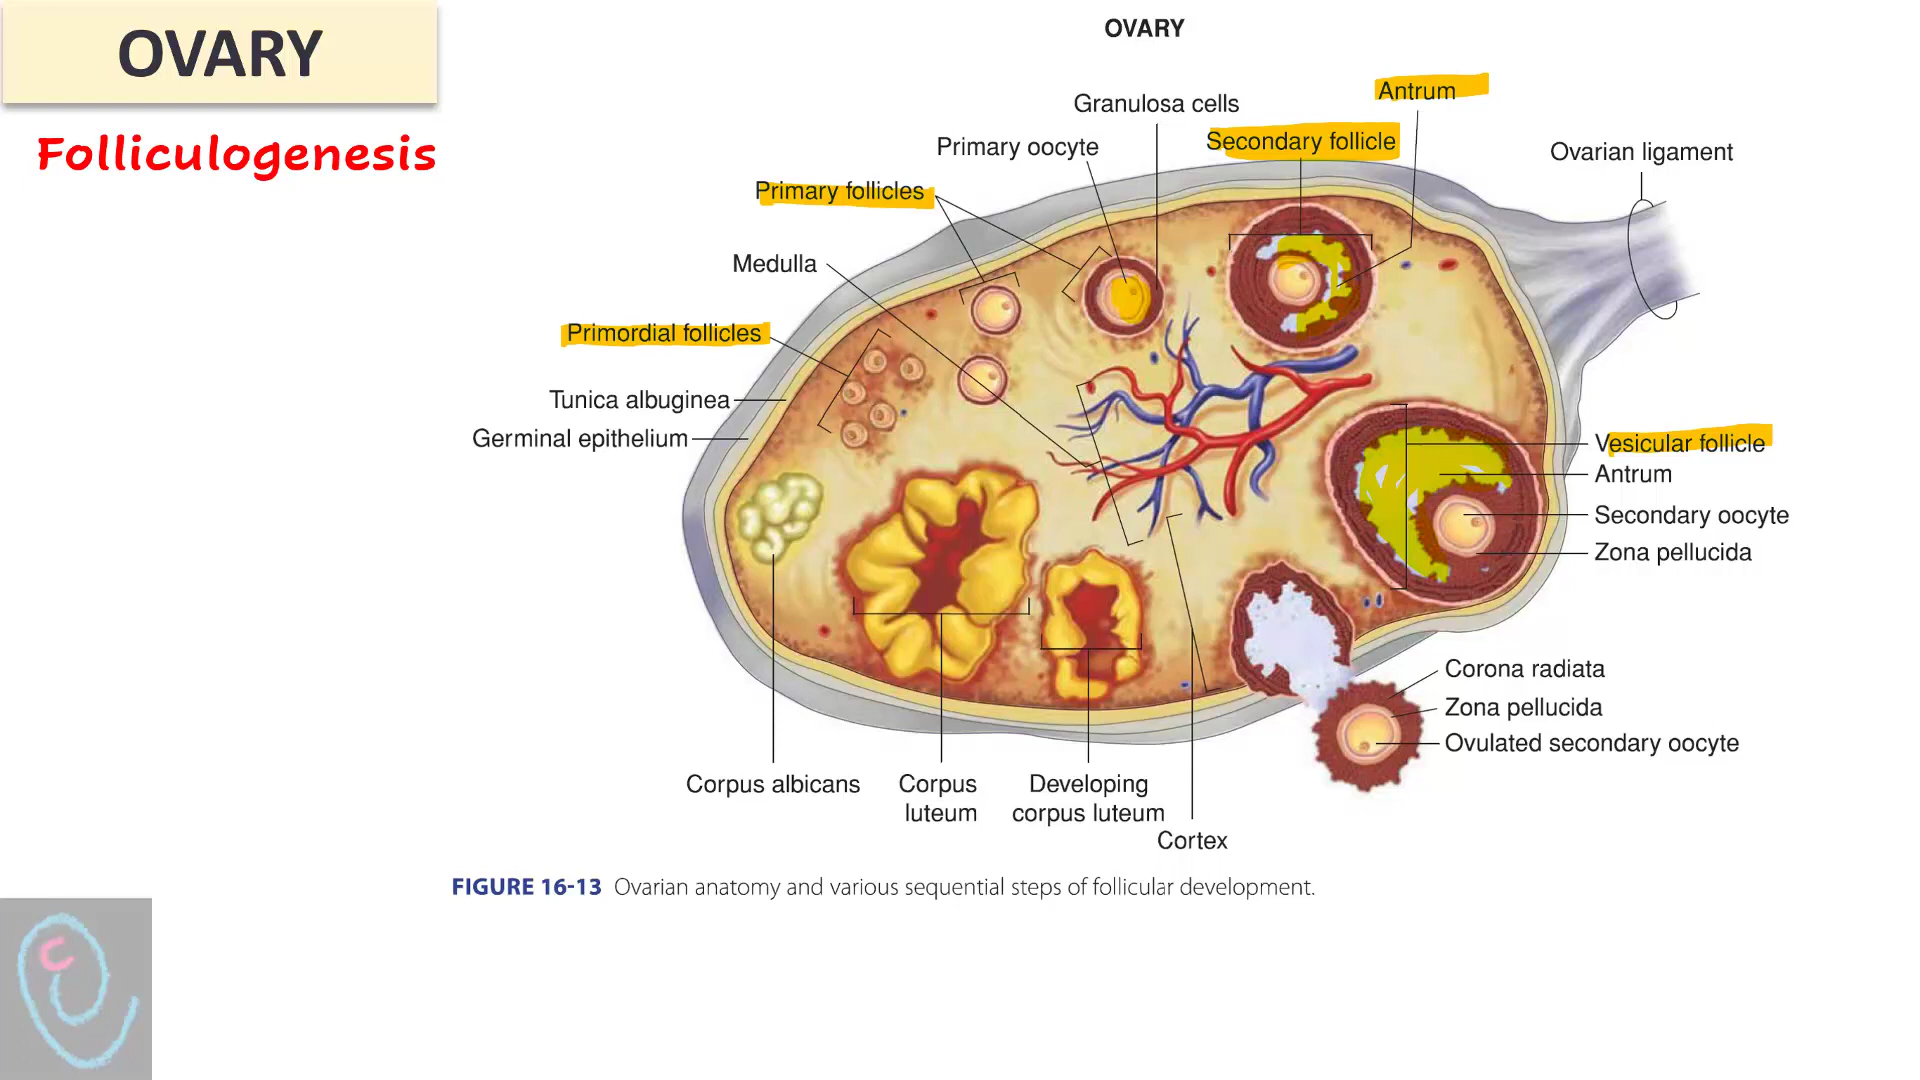 OVARY
Folliculogenesis
OVARY
Antrum
Granulosa cells
Secondary follicle
Primary oocyte
Ovarian ligament
Primary follicles
Medulla
Primordial follicles
Tunica albuginea
Germinal epithelium
Vesicular follicle
Antrum
Secondary oocyte
Zona pellucida
Corona radiata
Zona pellucida
Ovulated secondary oocyte
Corpus albicans
Corpus
luteum
Developing
corpus luteum
Cortex
FIGURE 16-13 Ovarian anatomy and various sequential steps of follicular development.